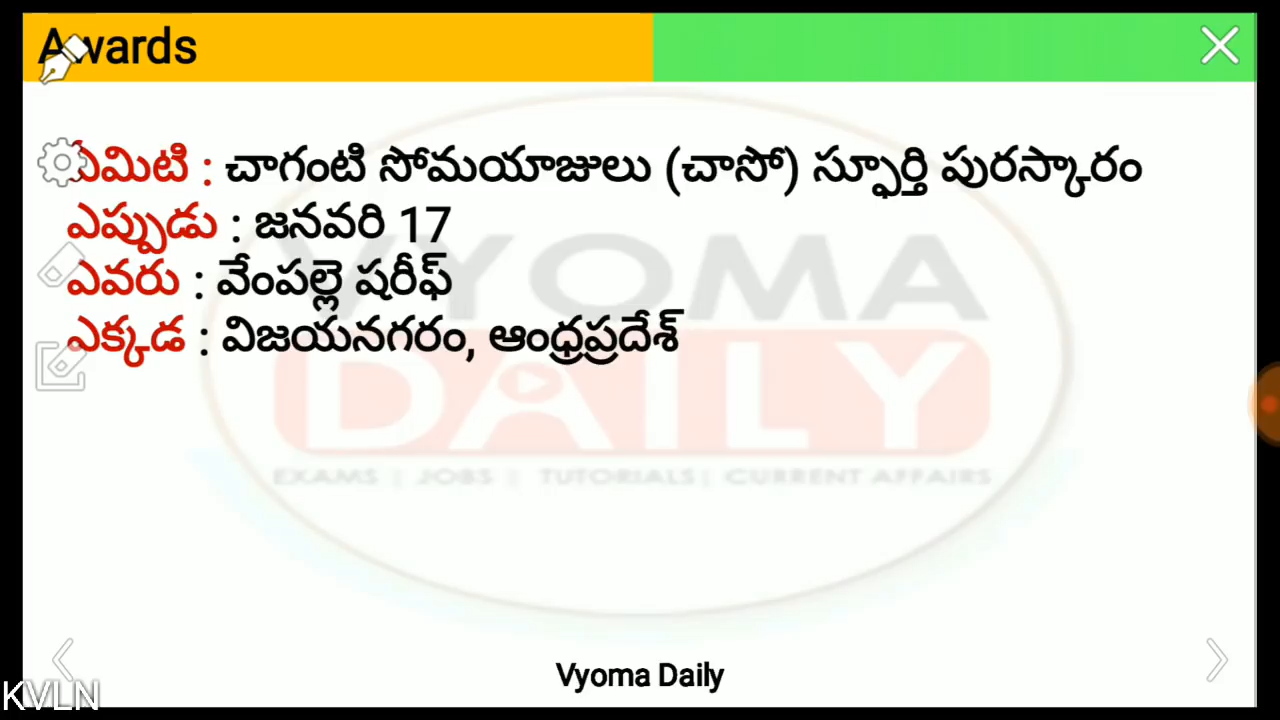 Awards
ఏమిటి : చాగంటి సోమయాజులు (చాసో) స్ఫూర్తి పురస్కారం
ఎప్పుడు : జనవరి 17
ఎవరు : వేంపల్లె షరీఫ్
ఎక్కడ : విజయనగరం, ఆంధ్రప్రదేశ్
VYOMA
DAILY
EXAMS | JOBS | TUTORIALS | CURRENT AFFAIRS
Vyoma Daily
KVLN